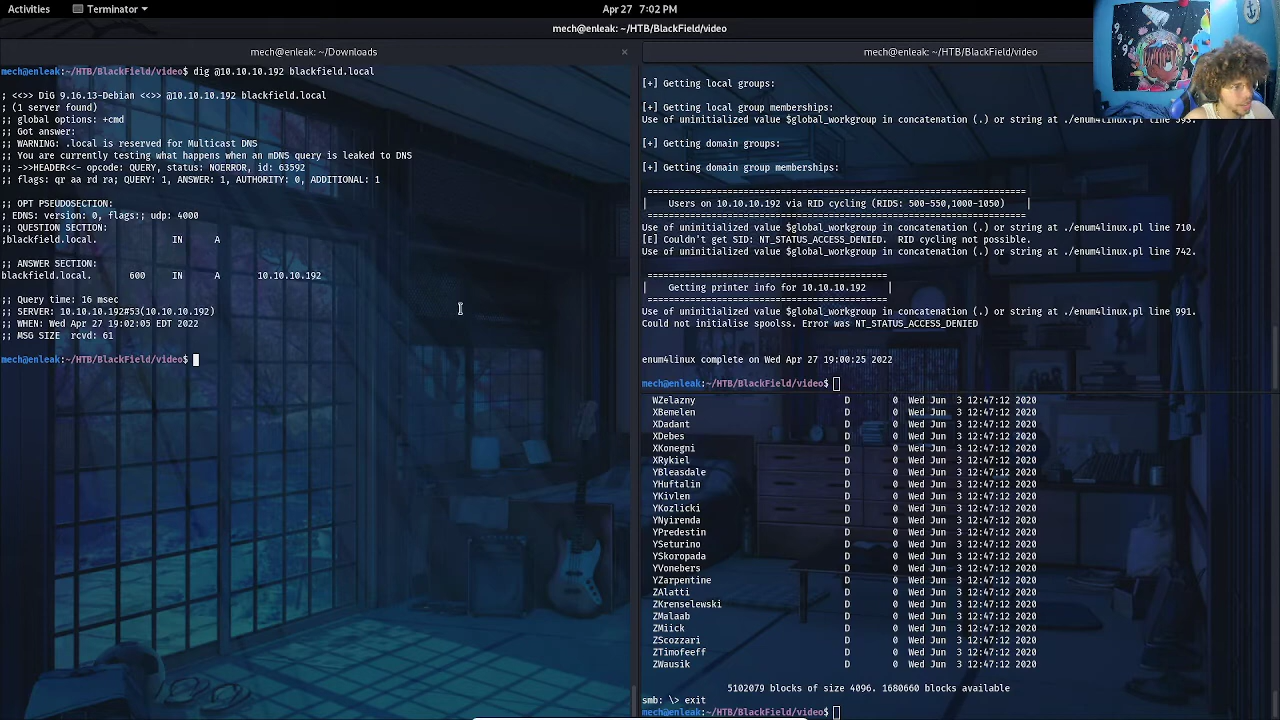 Activities
Terminator
Apr 27 7:02 PM
mech@enleak:~/HTB/BlackField/video
mech@enleak: ~/Downloads
mech@enleak:~/HTB/BlackField/video$ dig @10.10.10.192 blackfield.local
; <<>> DiG 9.16.13-Debian <<>> @10.10.10.192 blackfield.local
; (1 server found)
;; global options: +cmd
;; Got answer:
;; WARNING: .local is reserved for Multicast DNS
;; You are currently testing what happens when an mDNS query is leaked to DNS
;; ->>HEADER<<- opcode: QUERY, status: NOERROR, id: 63592
;; flags: qr aa rd ra; QUERY: 1, ANSWER: 1, AUTHORITY: 0, ADDITIONAL: 1
;; OPT PSEUDOSECTION:
; EDNS: version: 0, flags:; udp: 4000
;; QUESTION SECTION:
;blackfield.local. IN A
;; ANSWER SECTION:
blackfield.local. 600 IN A 10.10.10.192
;; Query time: 16 msec
;; SERVER: 10.10.10.192#53(10.10.10.192)
;; WHEN: Wed Apr 27 19:02:05 EDT 2022
;; MSG SIZE rcvd: 61
mech@enleak:~/HTB/BlackField/video$
mech@enleak: ~/HTB/BlackField/video
[+] Getting local groups:
[+] Getting local group memberships:
Use of uninitialized value $global_workgroup in concatenation (.) or string at ./enum4linux.pl line 593.
[+] Getting domain groups:
[+] Getting domain group memberships:
==========================================================================
| Users on 10.10.10.192 via RID cycling (RIDS: 500-550,1000-1050) |
==========================================================================
Use of uninitialized value $global_workgroup in concatenation (.) or string at ./enum4linux.pl line 710.
[E] Couldn't get SID: NT_STATUS_ACCESS_DENIED. RID cycling not possible.
Use of uninitialized value $global_workgroup in concatenation (.) or string at ./enum4linux.pl line 742.
==============================================
| Getting printer info for 10.10.10.192 |
==============================================
Use of uninitialized value $global_workgroup in concatenation (.) or string at ./enum4linux.pl line 991.
Could not initialise spoolss. Error was NT_STATUS_ACCESS_DENIED
enum4linux complete on Wed Apr 27 19:00:25 2022
mech@enleak:~/HTB/BlackField/video$
WZelazny D 0 Wed Jun 3 12:47:12 2020
XBemelen D 0 Wed Jun 3 12:47:12 2020
XDadant D 0 Wed Jun 3 12:47:12 2020
XDebes D 0 Wed Jun 3 12:47:12 2020
XKonegni D 0 Wed Jun 3 12:47:12 2020
XRykiel D 0 Wed Jun 3 12:47:12 2020
YBleasdale D 0 Wed Jun 3 12:47:12 2020
YHuftalin D 0 Wed Jun 3 12:47:12 2020
YKivlen D 0 Wed Jun 3 12:47:12 2020
YKozlicki D 0 Wed Jun 3 12:47:12 2020
YNyirenda D 0 Wed Jun 3 12:47:12 2020
YPredestin D 0 Wed Jun 3 12:47:12 2020
YSeturino D 0 Wed Jun 3 12:47:12 2020
YSkoropada D 0 Wed Jun 3 12:47:12 2020
YVonebers D 0 Wed Jun 3 12:47:12 2020
YZarpentine D 0 Wed Jun 3 12:47:12 2020
ZAlatti D 0 Wed Jun 3 12:47:12 2020
ZKrenselewski D 0 Wed Jun 3 12:47:12 2020
ZMalaab D 0 Wed Jun 3 12:47:12 2020
ZMiick D 0 Wed Jun 3 12:47:12 2020
ZScozzari D 0 Wed Jun 3 12:47:12 2020
ZTimofeeff D 0 Wed Jun 3 12:47:12 2020
ZWausik D 0 Wed Jun 3 12:47:12 2020
5102079 blocks of size 4096. 1680660 blocks available
smb: \> exit
mech@enleak:~/HTB/BlackField/video$